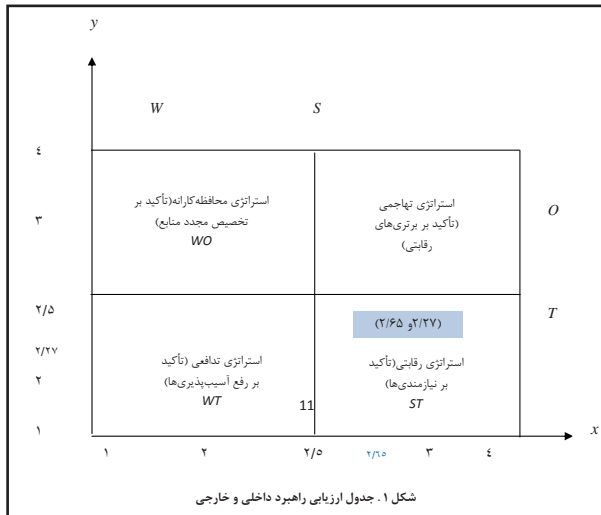 y
W S
٤
استراتژی محافظه‌کارانه(تأکید بر
تخصیص مجدد منابع)
WO
استراتژی تهاجمی
(تأکید بر برتری‌های
رقابتی)
O
۳
۲/۵
T
(۲/۲۷و ۲/۶۵)
۲/۲۷
استراتژی تدافعی (تأکید
بر رفع آسیب‌پذیری‌ها)
WT
استراتژی رقابتی(تأکید
بر نیازمندی‌ها)
ST
۲
11
۱
x
۱ ۲ ۲/۵ ۲/٦٥ ۳ ٤
شکل ۱. جدول ارزیابی راهبرد داخلی و خارجی